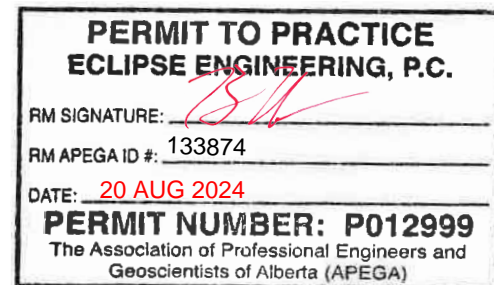 PERMIT TO PRACTICE
ECLIPSE ENGINEERING, P.C.
RM SIGNATURE:
RM APEGA ID #: 133874
DATE: 20 AUG 2024
PERMIT NUMBER: P012999
The Association of Professional Engineers and
Geoscientists of Alberta (APEGA)